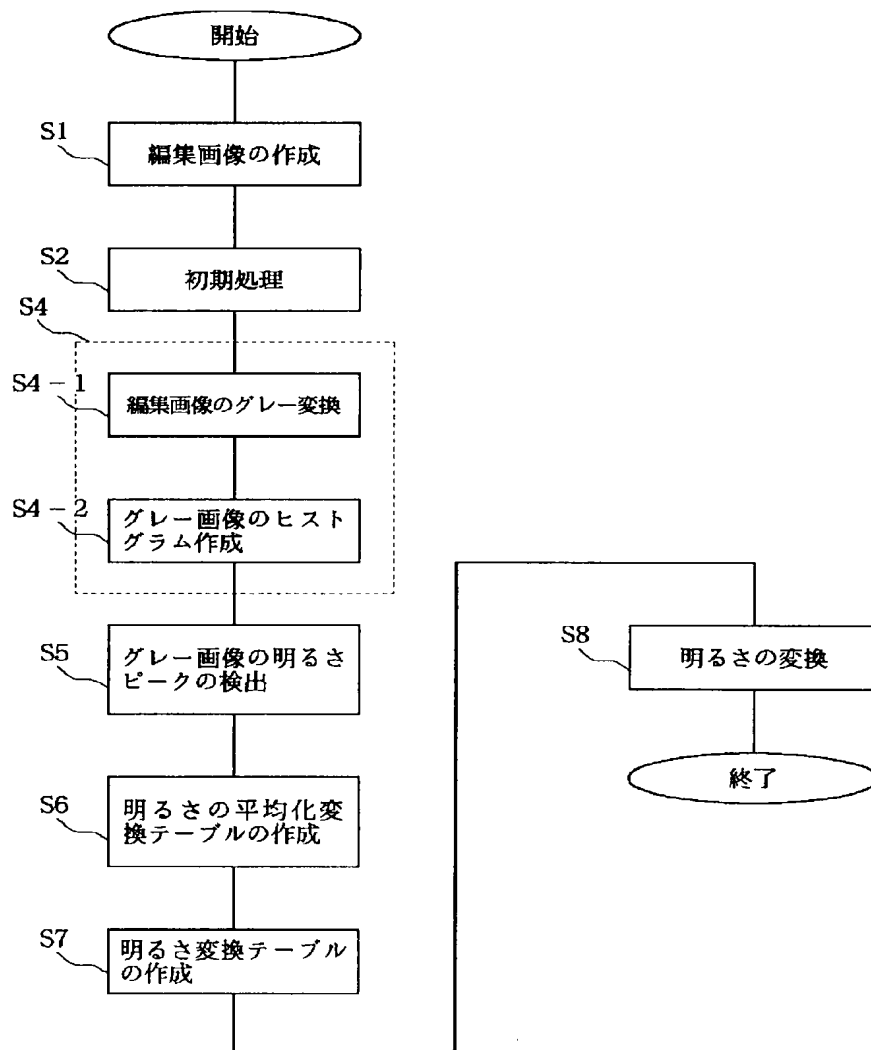 開始
S1
編集画像の作成
S2
初期処理
S4
S4-1
編集画像のグレー変換
S4-2
グレー画像のヒスト
グラム作成
S5
グレー画像の明るさ
ピークの検出
S6
明るさの平均化変
換テーブルの作成
S7
明るさ変換テーブル
の作成
S8
明るさの変換
終了